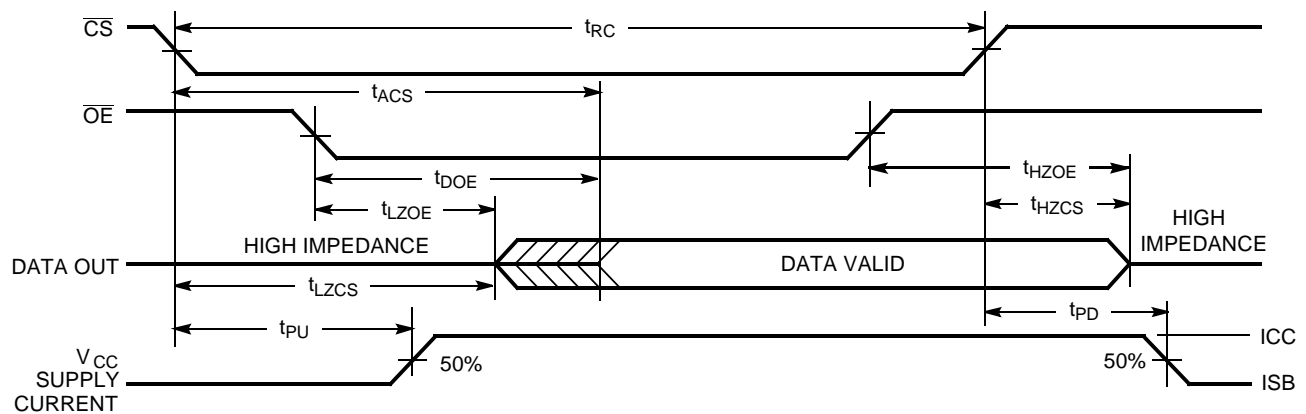 CS
tRC
tACS
OE
tDOE
tHZOE
tLZOE
tHZCS
HIGH IMPEDANCE
HIGH
IMPEDANCE
DATA OUT
DATA VALID
tLZCS
tPU
tPD
VCC
SUPPLY
CURRENT
50%
50%
ICC
ISB